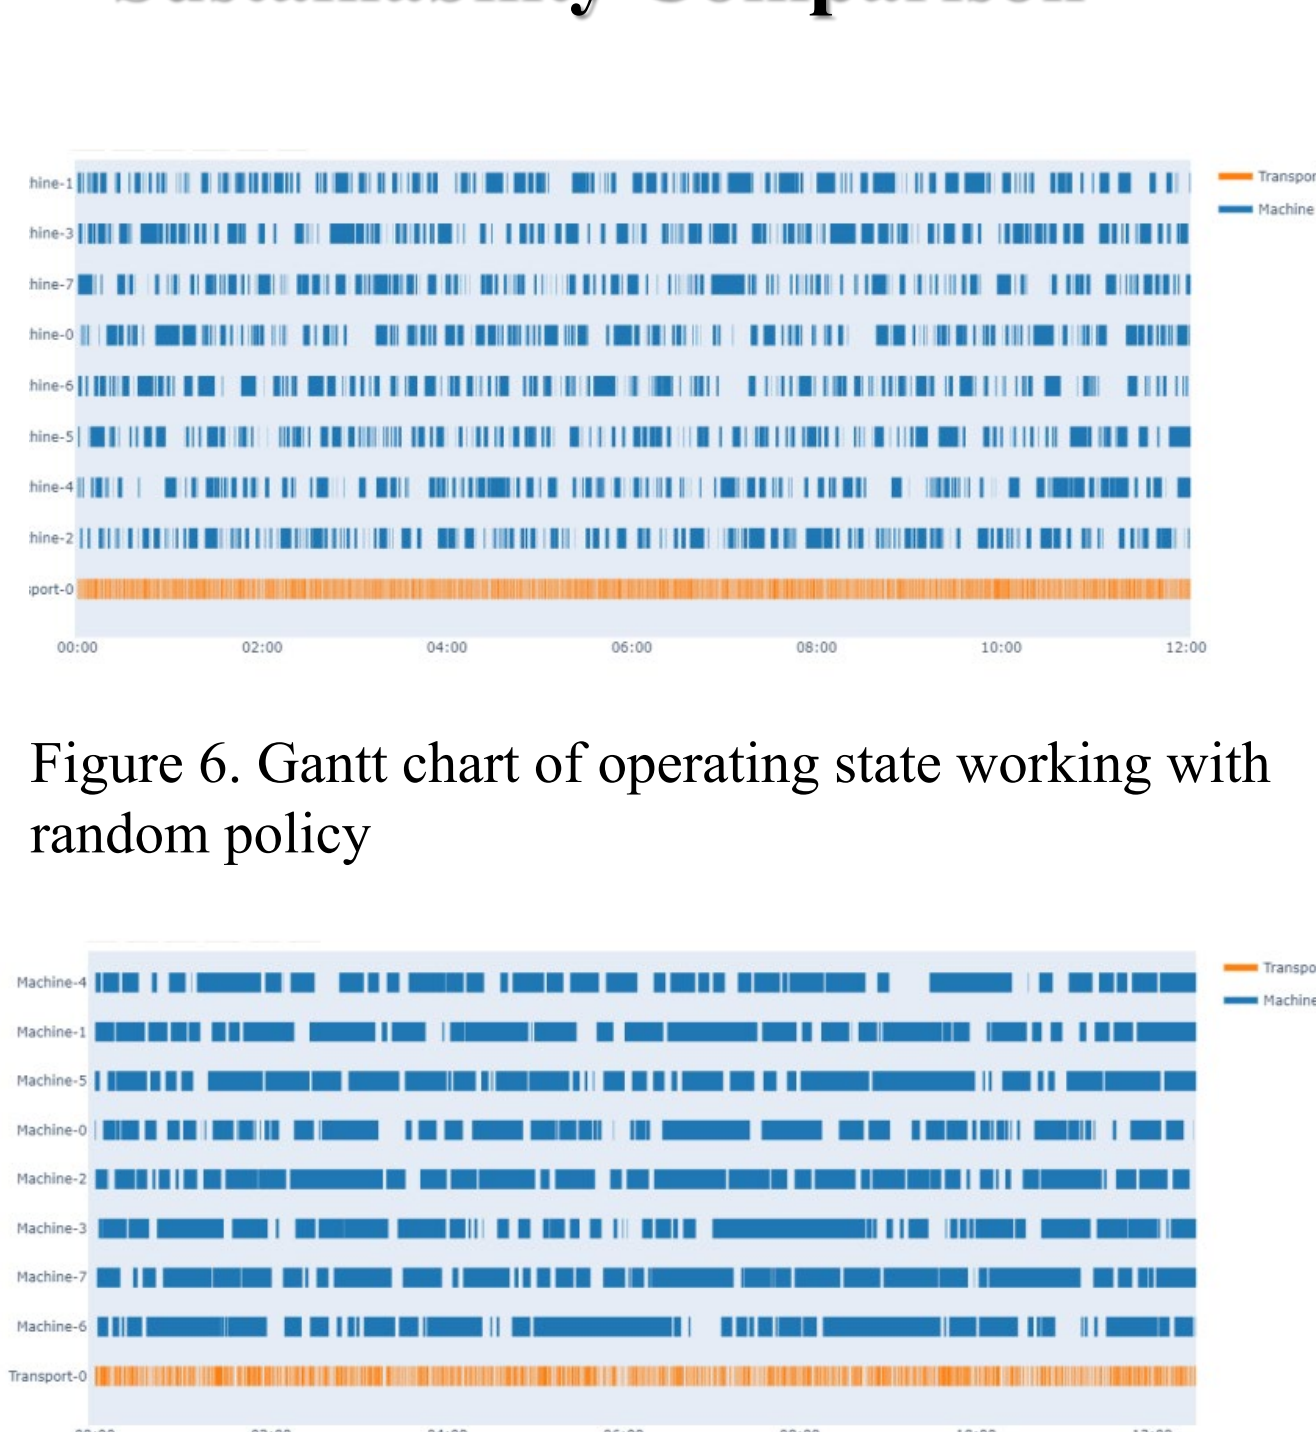 Sustainability Comparison
hine-1
Transpor
Machine
hine-3
hine-7
hine-0
hine-6
hine-5
hine-4
hine-2
port-0
00:00 02:00 04:00 06:00 08:00 10:00 12:00
Figure 6. Gantt chart of operating state working with
random policy
Machine-4
Transpo
Machine
Machine-1
Machine-5
Machine-0
Machine-2
Machine-3
Machine-7
Machine-6
Transport-0